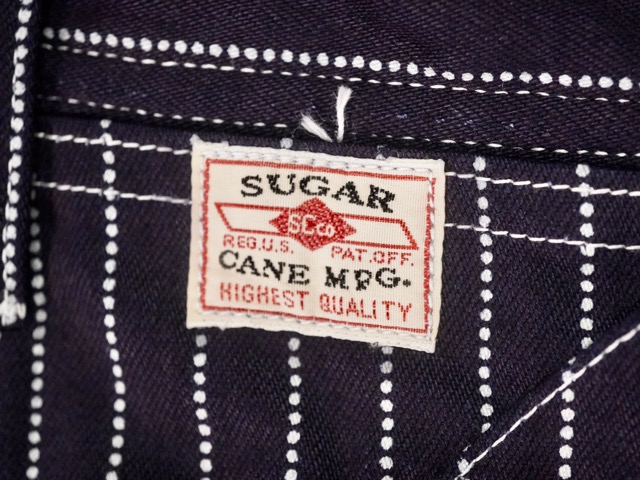 SUGAR
SCCo
REG.U.S. PAT.OFF.
CANE MFG.
HIGHEST QUALITY